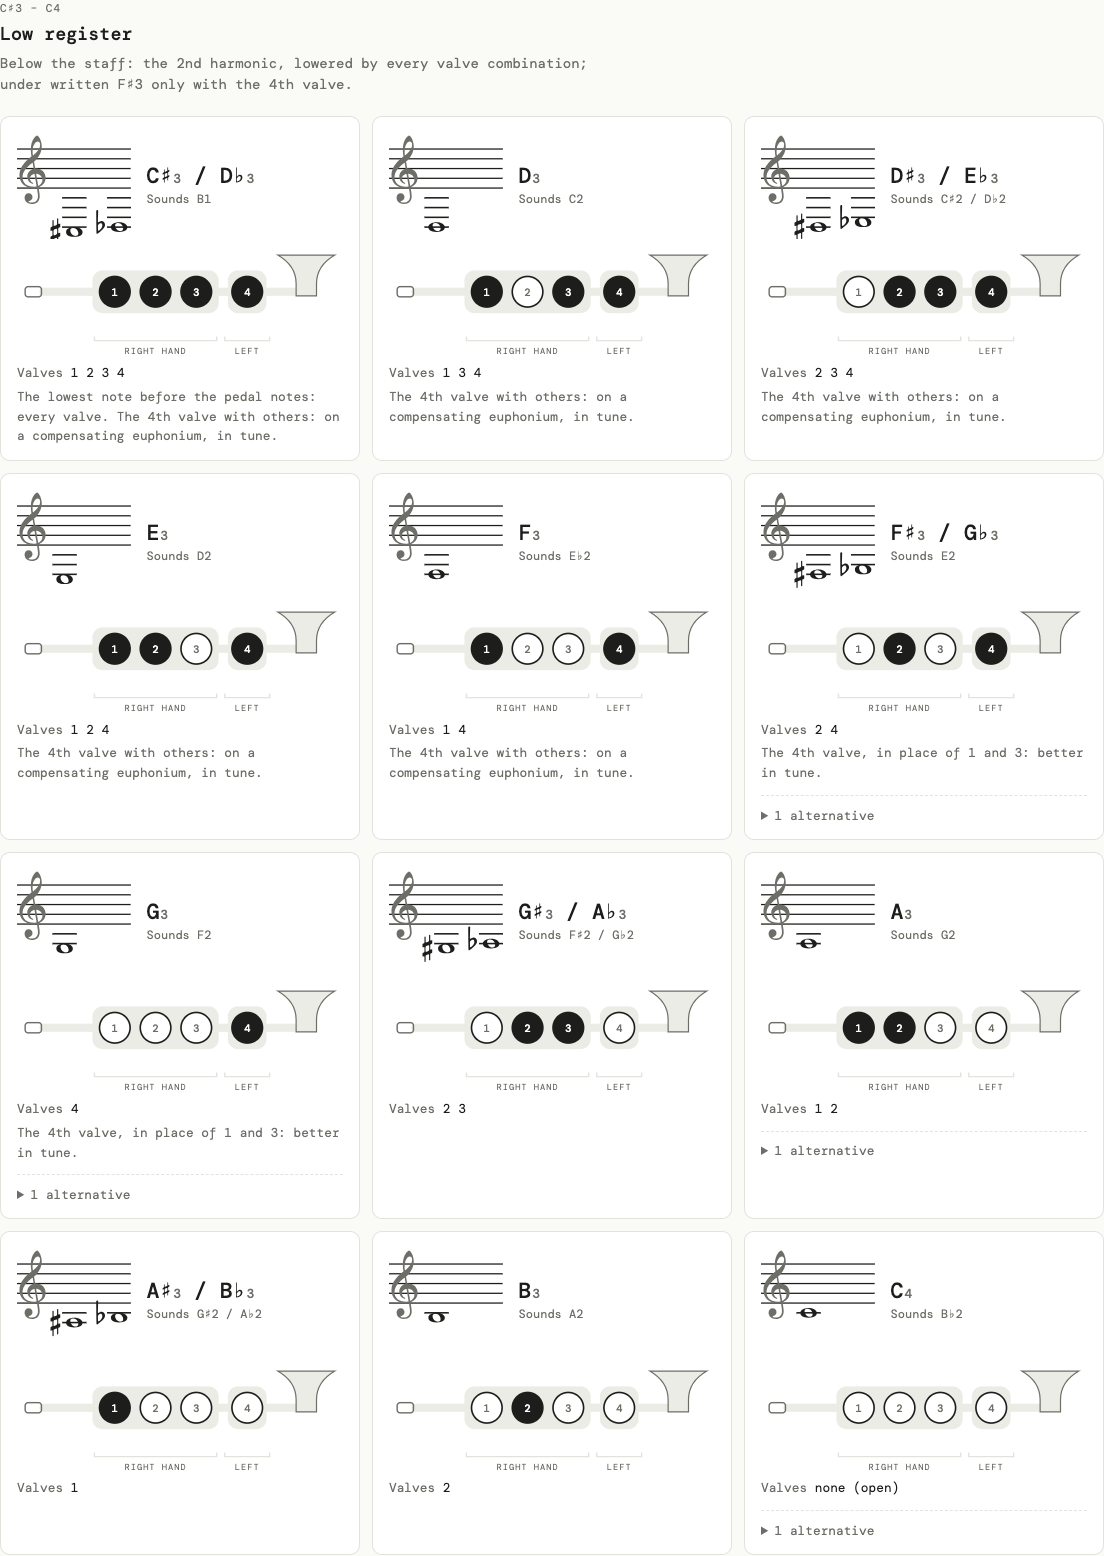 C♯3 – C4
Low register
Below the staff: the 2nd harmonic, lowered by every valve combination;
under written F♯3 only with the 4th valve.
C♯3 / D♭3
Sounds B1
1 2 3 4
RIGHT HAND LEFT
Valves 1 2 3 4
The lowest note before the pedal notes:
every valve. The 4th valve with others: on
a compensating euphonium, in tune.
D3
Sounds C2
1 2 3 4
RIGHT HAND LEFT
Valves 1 3 4
The 4th valve with others: on a
compensating euphonium, in tune.
D♯3 / E♭3
Sounds C♯2 / D♭2
1 2 3 4
RIGHT HAND LEFT
Valves 2 3 4
The 4th valve with others: on a
compensating euphonium, in tune.
E3
Sounds D2
1 2 3 4
RIGHT HAND LEFT
Valves 1 2 4
The 4th valve with others: on a
compensating euphonium, in tune.
F3
Sounds E♭2
1 2 3 4
RIGHT HAND LEFT
Valves 1 4
The 4th valve with others: on a
compensating euphonium, in tune.
F♯3 / G♭3
Sounds E2
1 2 3 4
RIGHT HAND LEFT
Valves 2 4
The 4th valve, in place of 1 and 3: better
in tune.
▶ 1 alternative
G3
Sounds F2
1 2 3 4
RIGHT HAND LEFT
Valves 4
The 4th valve, in place of 1 and 3: better
in tune.
▶ 1 alternative
G♯3 / A♭3
Sounds F♯2 / G♭2
1 2 3 4
RIGHT HAND LEFT
Valves 2 3
A3
Sounds G2
1 2 3 4
RIGHT HAND LEFT
Valves 1 2
▶ 1 alternative
A♯3 / B♭3
Sounds G♯2 / A♭2
1 2 3 4
RIGHT HAND LEFT
Valves 1
B3
Sounds A2
1 2 3 4
RIGHT HAND LEFT
Valves 2
C4
Sounds B♭2
1 2 3 4
RIGHT HAND LEFT
Valves none (open)
▶ 1 alternative